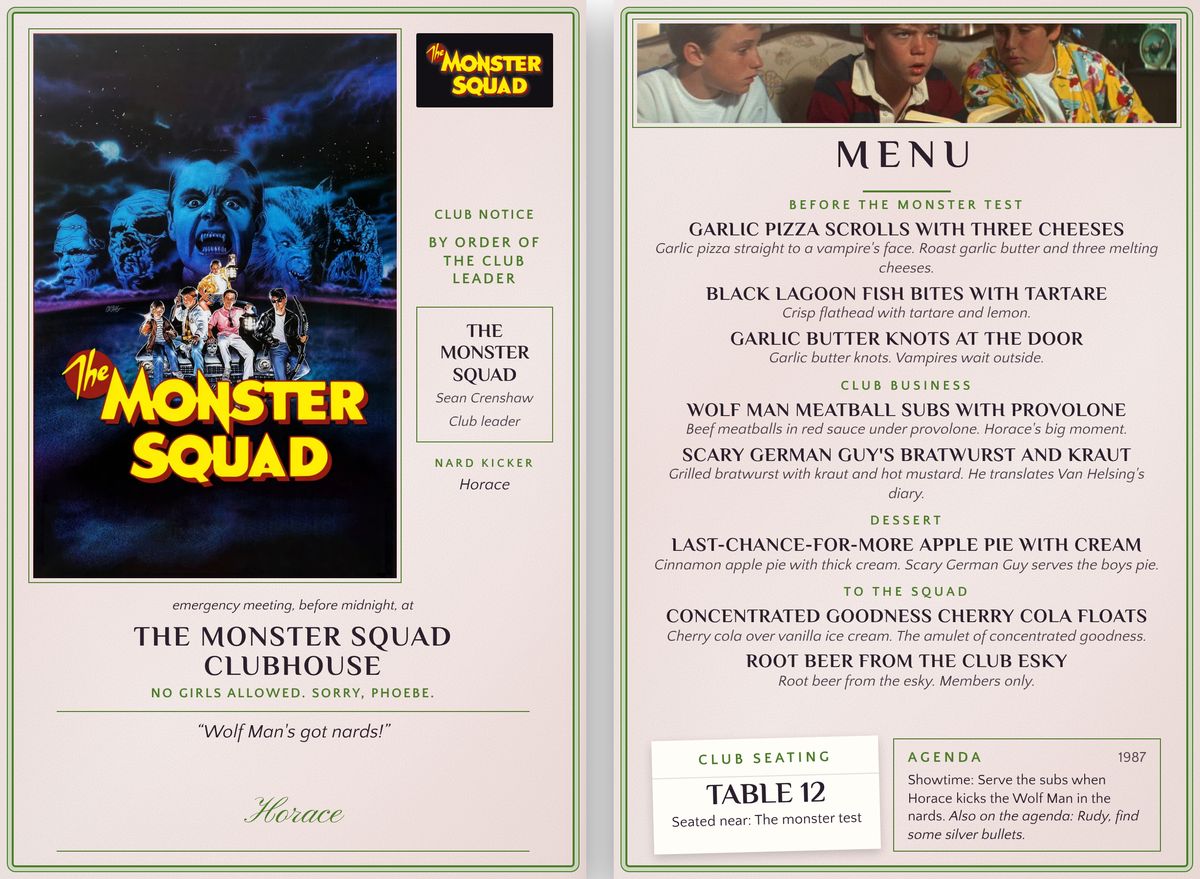 The
MONSTER
SQUAD
The MONSTER
SQUAD
CLUB NOTICE
BY ORDER OF
THE CLUB
LEADER
THE
MONSTER
SQUAD
Sean Crenshaw
Club leader
NARD KICKER
Horace
emergency meeting, before midnight, at
THE MONSTER SQUAD
CLUBHOUSE
NO GIRLS ALLOWED. SORRY, PHOEBE.
“Wolf Man's got nards!”
Horace
MENU
BEFORE THE MONSTER TEST
GARLIC PIZZA SCROLLS WITH THREE CHEESES
Garlic pizza straight to a vampire's face. Roast garlic butter and three melting
cheeses.
BLACK LAGOON FISH BITES WITH TARTARE
Crisp flathead with tartare and lemon.
GARLIC BUTTER KNOTS AT THE DOOR
Garlic butter knots. Vampires wait outside.
CLUB BUSINESS
WOLF MAN MEATBALL SUBS WITH PROVOLONE
Beef meatballs in red sauce under provolone. Horace's big moment.
SCARY GERMAN GUY'S BRATWURST AND KRAUT
Grilled bratwurst with kraut and hot mustard. He translates Van Helsing's
diary.
DESSERT
LAST-CHANCE-FOR-MORE APPLE PIE WITH CREAM
Cinnamon apple pie with thick cream. Scary German Guy serves the boys pie.
TO THE SQUAD
CONCENTRATED GOODNESS CHERRY COLA FLOATS
Cherry cola over vanilla ice cream. The amulet of concentrated goodness.
ROOT BEER FROM THE CLUB ESKY
Root beer from the esky. Members only.
CLUB SEATING
TABLE 12
Seated near: The monster test
AGENDA 1987
Showtime: Serve the subs when
Horace kicks the Wolf Man in the
nards. Also on the agenda: Rudy, find
some silver bullets.